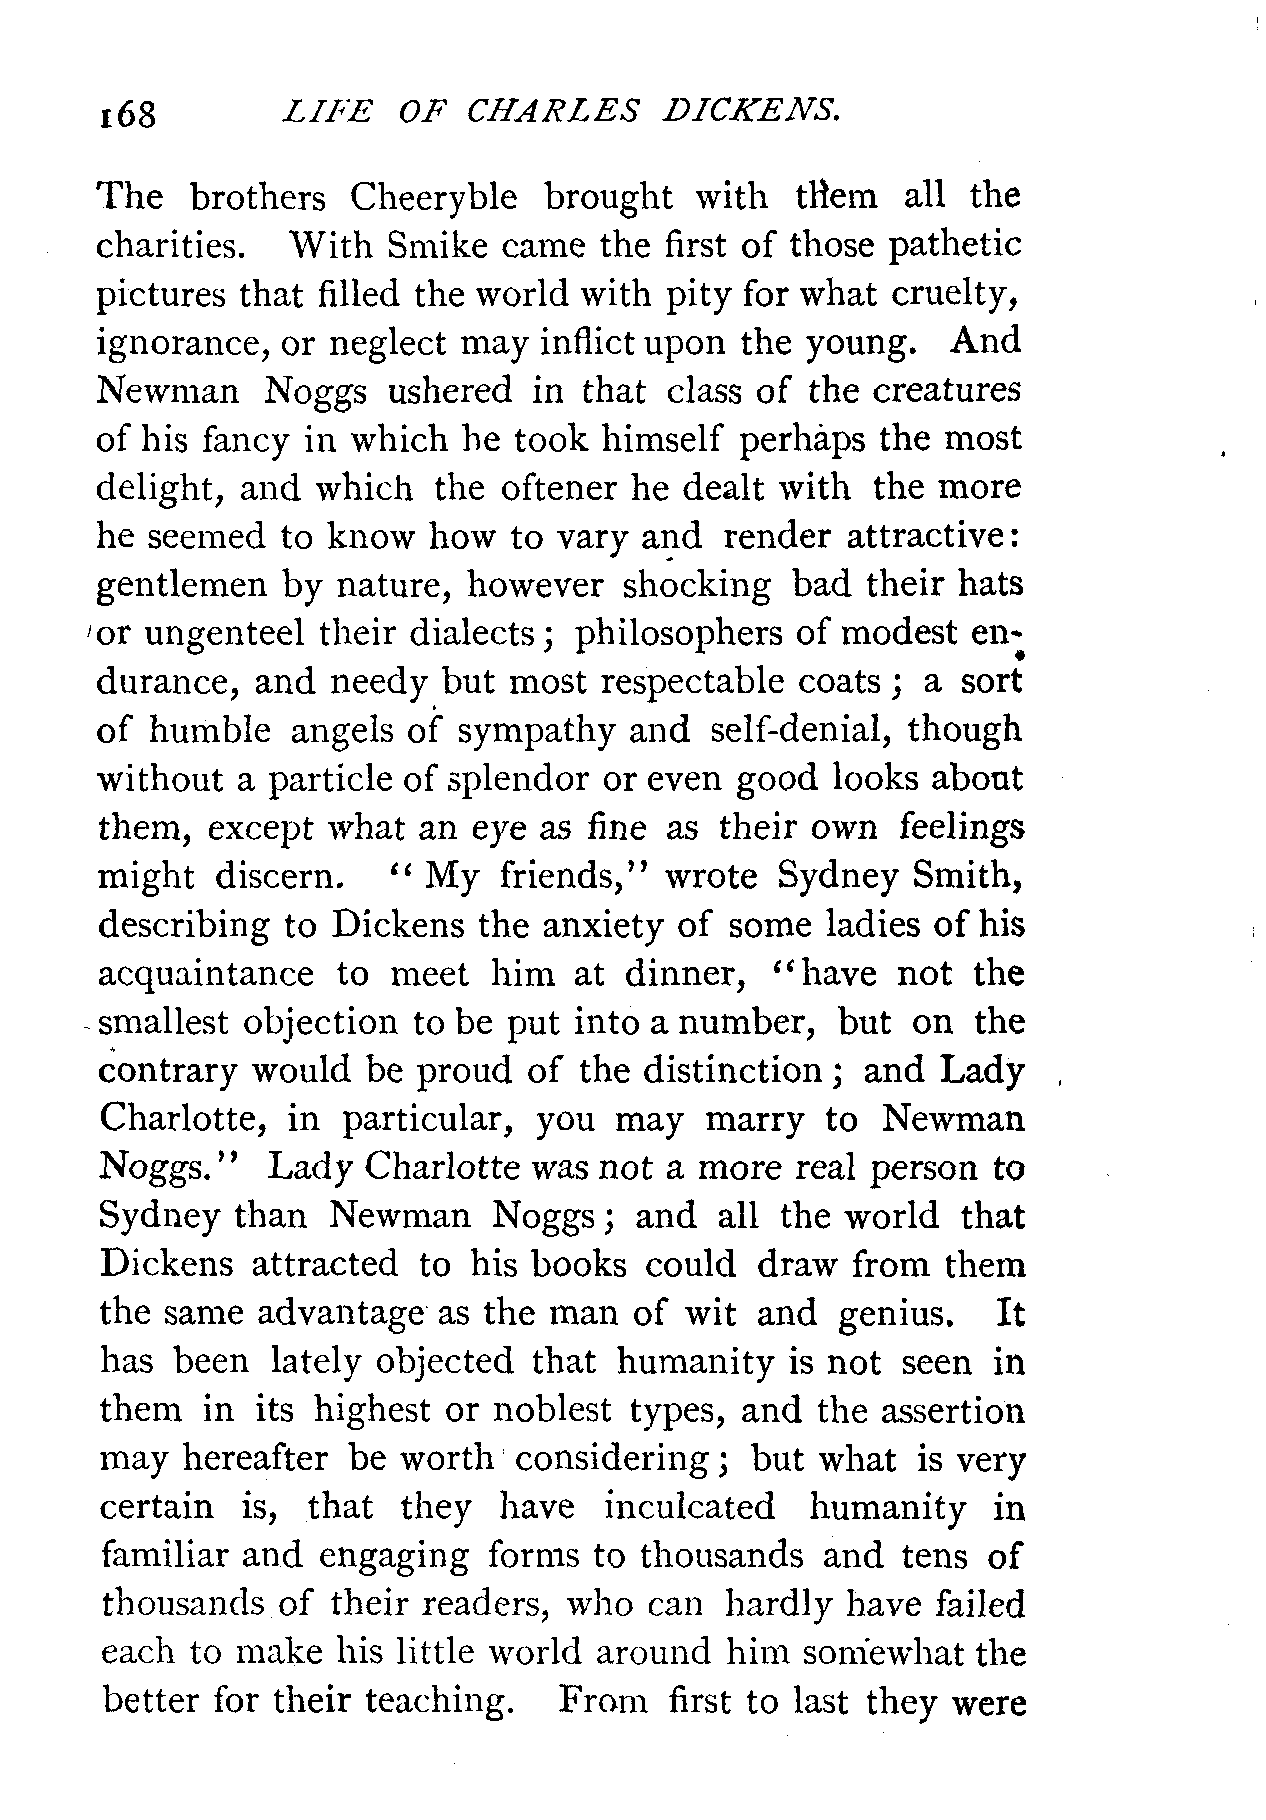 168 LIFE OF CHARLES DICKENS.
The brothers Cheeryble brought with them all the
charities. With Smike came the first of those pathetic
pictures that filled the world with pity for what cruelty,
ignorance, or neglect may inflict upon the young. And
Newman Noggs ushered in that class of the creatures
of his fancy in which he took himself perhaps the most
delight, and which the oftener he dealt with the more
he seemed to know how to vary and render attractive:
gentlemen by nature, however shocking bad their hats
or ungenteel their dialects; philosophers of modest en-
durance, and needy but most respectable coats; a sort
of humble angels of sympathy and self-denial, though
without a particle of splendor or even good looks about
them, except what an eye as fine as their own feelings
might discern. "My friends," wrote Sydney Smith,
describing to Dickens the anxiety of some ladies of his
acquaintance to meet him at dinner, "have not the
smallest objection to be put into a number, but on the
contrary would be proud of the distinction; and Lady
Charlotte, in particular, you may marry to Newman
Noggs." Lady Charlotte was not a more real person to
Sydney than Newman Noggs; and all the world that
Dickens attracted to his books could draw from them
the same advantage as the man of wit and genius. It
has been lately objected that humanity is not seen in
them in its highest or noblest types, and the assertion
may hereafter be worth considering; but what is very
certain is, that they have inculcated humanity in
familiar and engaging forms to thousands and tens of
thousands of their readers, who can hardly have failed
each to make his little world around him somewhat the
better for their teaching. From first to last they were